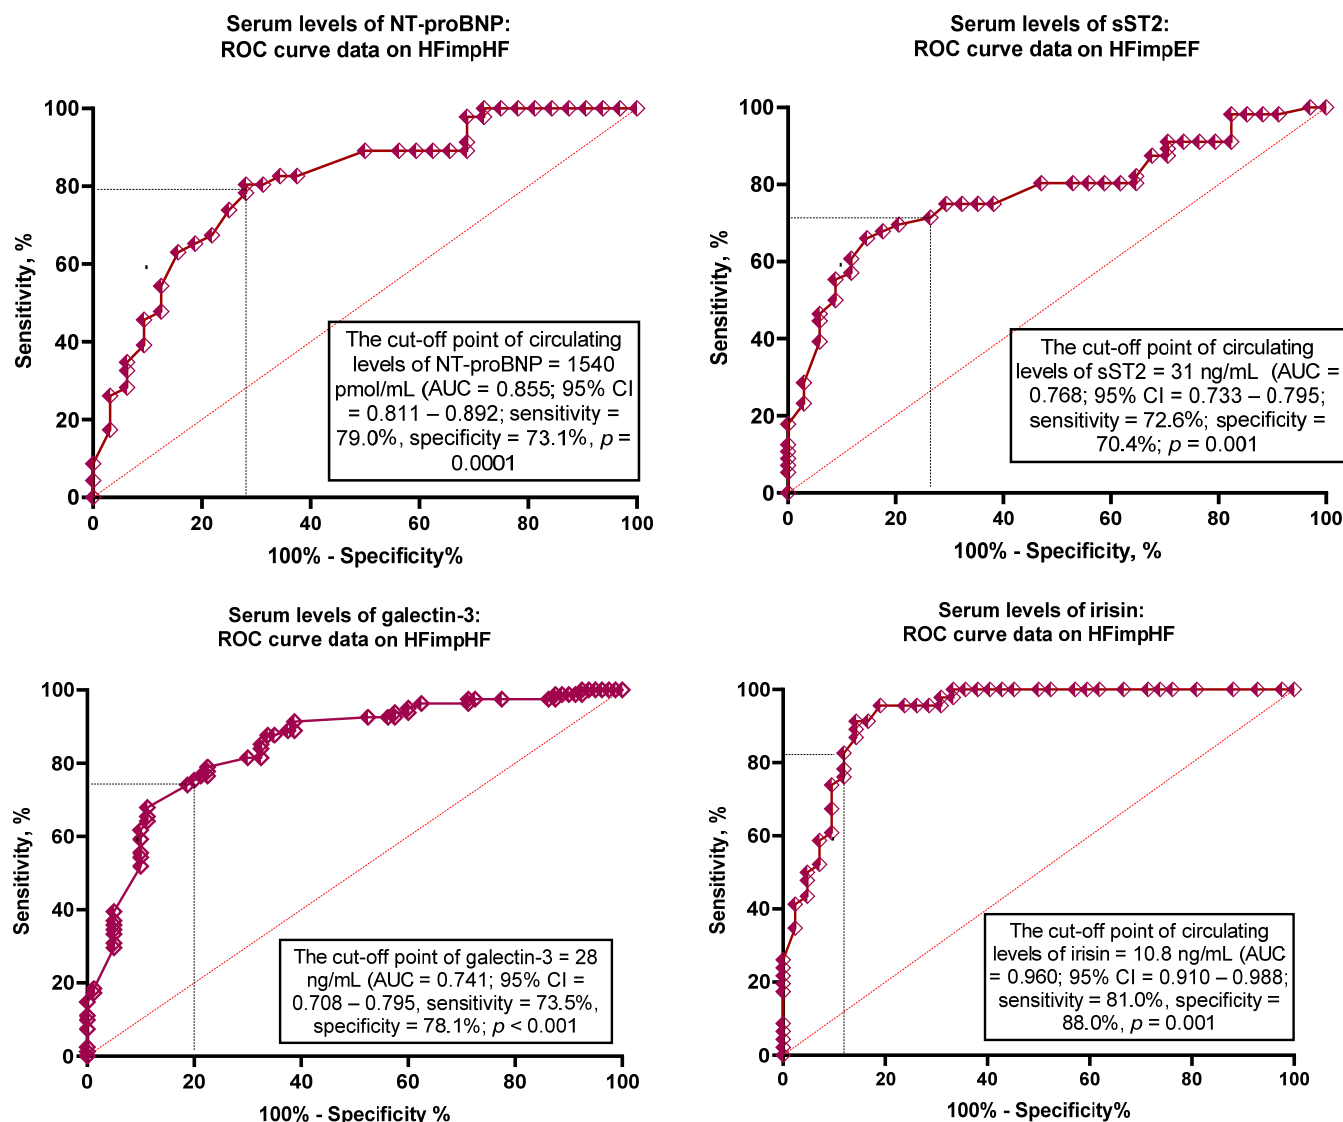 Serum levels of NT-proBNP:
ROC curve data on HFimpHF
100
80
60
40
20
0
Sensitivity, %
The cut-off point of circulating
levels of NT-proBNP = 1540
pmol/mL (AUC = 0.855; 95% CI
= 0.811 – 0.892; sensitivity =
79.0%, specificity = 73.1%, p =
0.0001
0 20 40 60 80 100
100% - Specificity%
Serum levels of sST2:
ROC curve data on HFimpEF
100
80
60
40
20
0
Sensitivity, %
The cut-off point of circulating
levels of sST2 = 31 ng/mL (AUC =
0.768; 95% CI = 0.733 – 0.795;
sensitivity = 72.6%; specificity =
70.4%; p = 0.001
0 20 40 60 80 100
100% - Specificity, %
Serum levels of galectin-3:
ROC curve data on HFimpHF
100
80
60
40
20
0
Sensitivity, %
The cut-off point of galectin-3 = 28
ng/mL (AUC = 0.741; 95% CI =
0.708 – 0.795, sensitivity = 73.5%,
specificity = 78.1%; p < 0.001
0 20 40 60 80 100
100% - Specificity %
Serum levels of irisin:
ROC curve data on HFimpHF
100
80
60
40
20
0
Sensitivity, %
The cut-off point of circulating
levels of irisin = 10.8 ng/mL (AUC
= 0.960; 95% CI = 0.910 – 0.988;
sensitivity = 81.0%, specificity =
88.0%, p = 0.001
0 20 40 60 80 100
100% - Specificity%